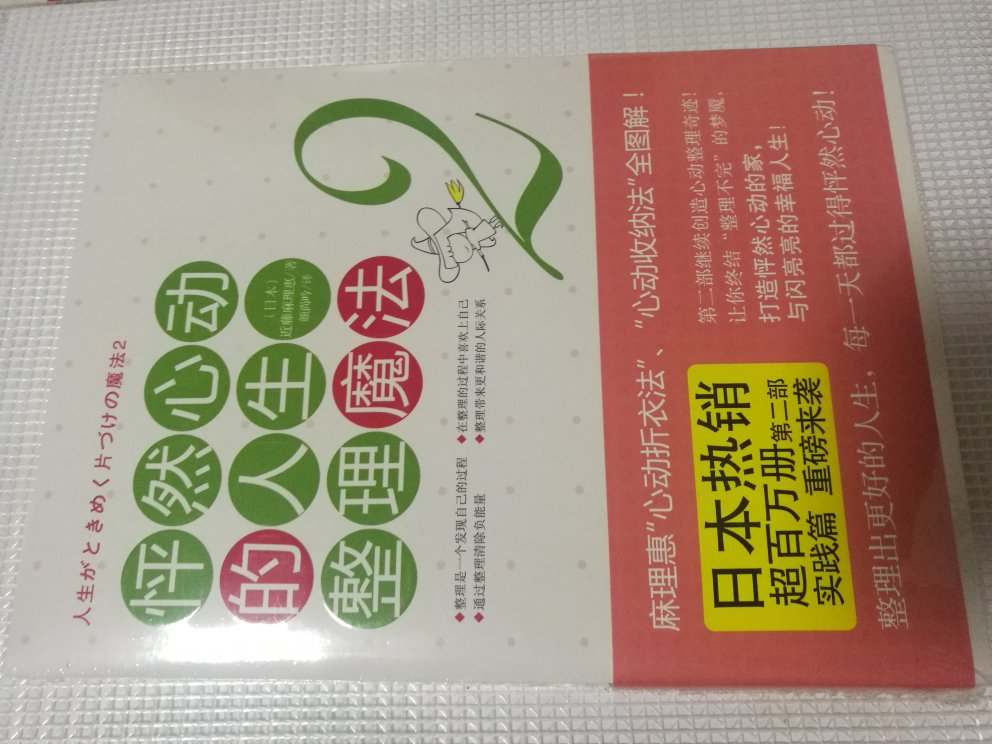 人生がときめく片づけの魔法2
怦然心动
的人生
〔日本〕
近藤麻理惠/著
颜尚吟/译
整理魔法
2
◆整理是一个发现自己的过程
◆在整理的过程中喜欢上自己
◆通过整理清除负能量
◆整理带来更和谐的人际关系
麻理惠“心动折衣法”、“心动收纳法”全图解！
日本热销
超百万册第二部
实践篇 重磅来袭
第二部继续创造心动整理奇迹！
让你终结“整理不完”的梦魇，
打造怦然心动的家，
与闪亮亮的幸福人生！
整理出更好的人生，每一天都过得怦然心动！